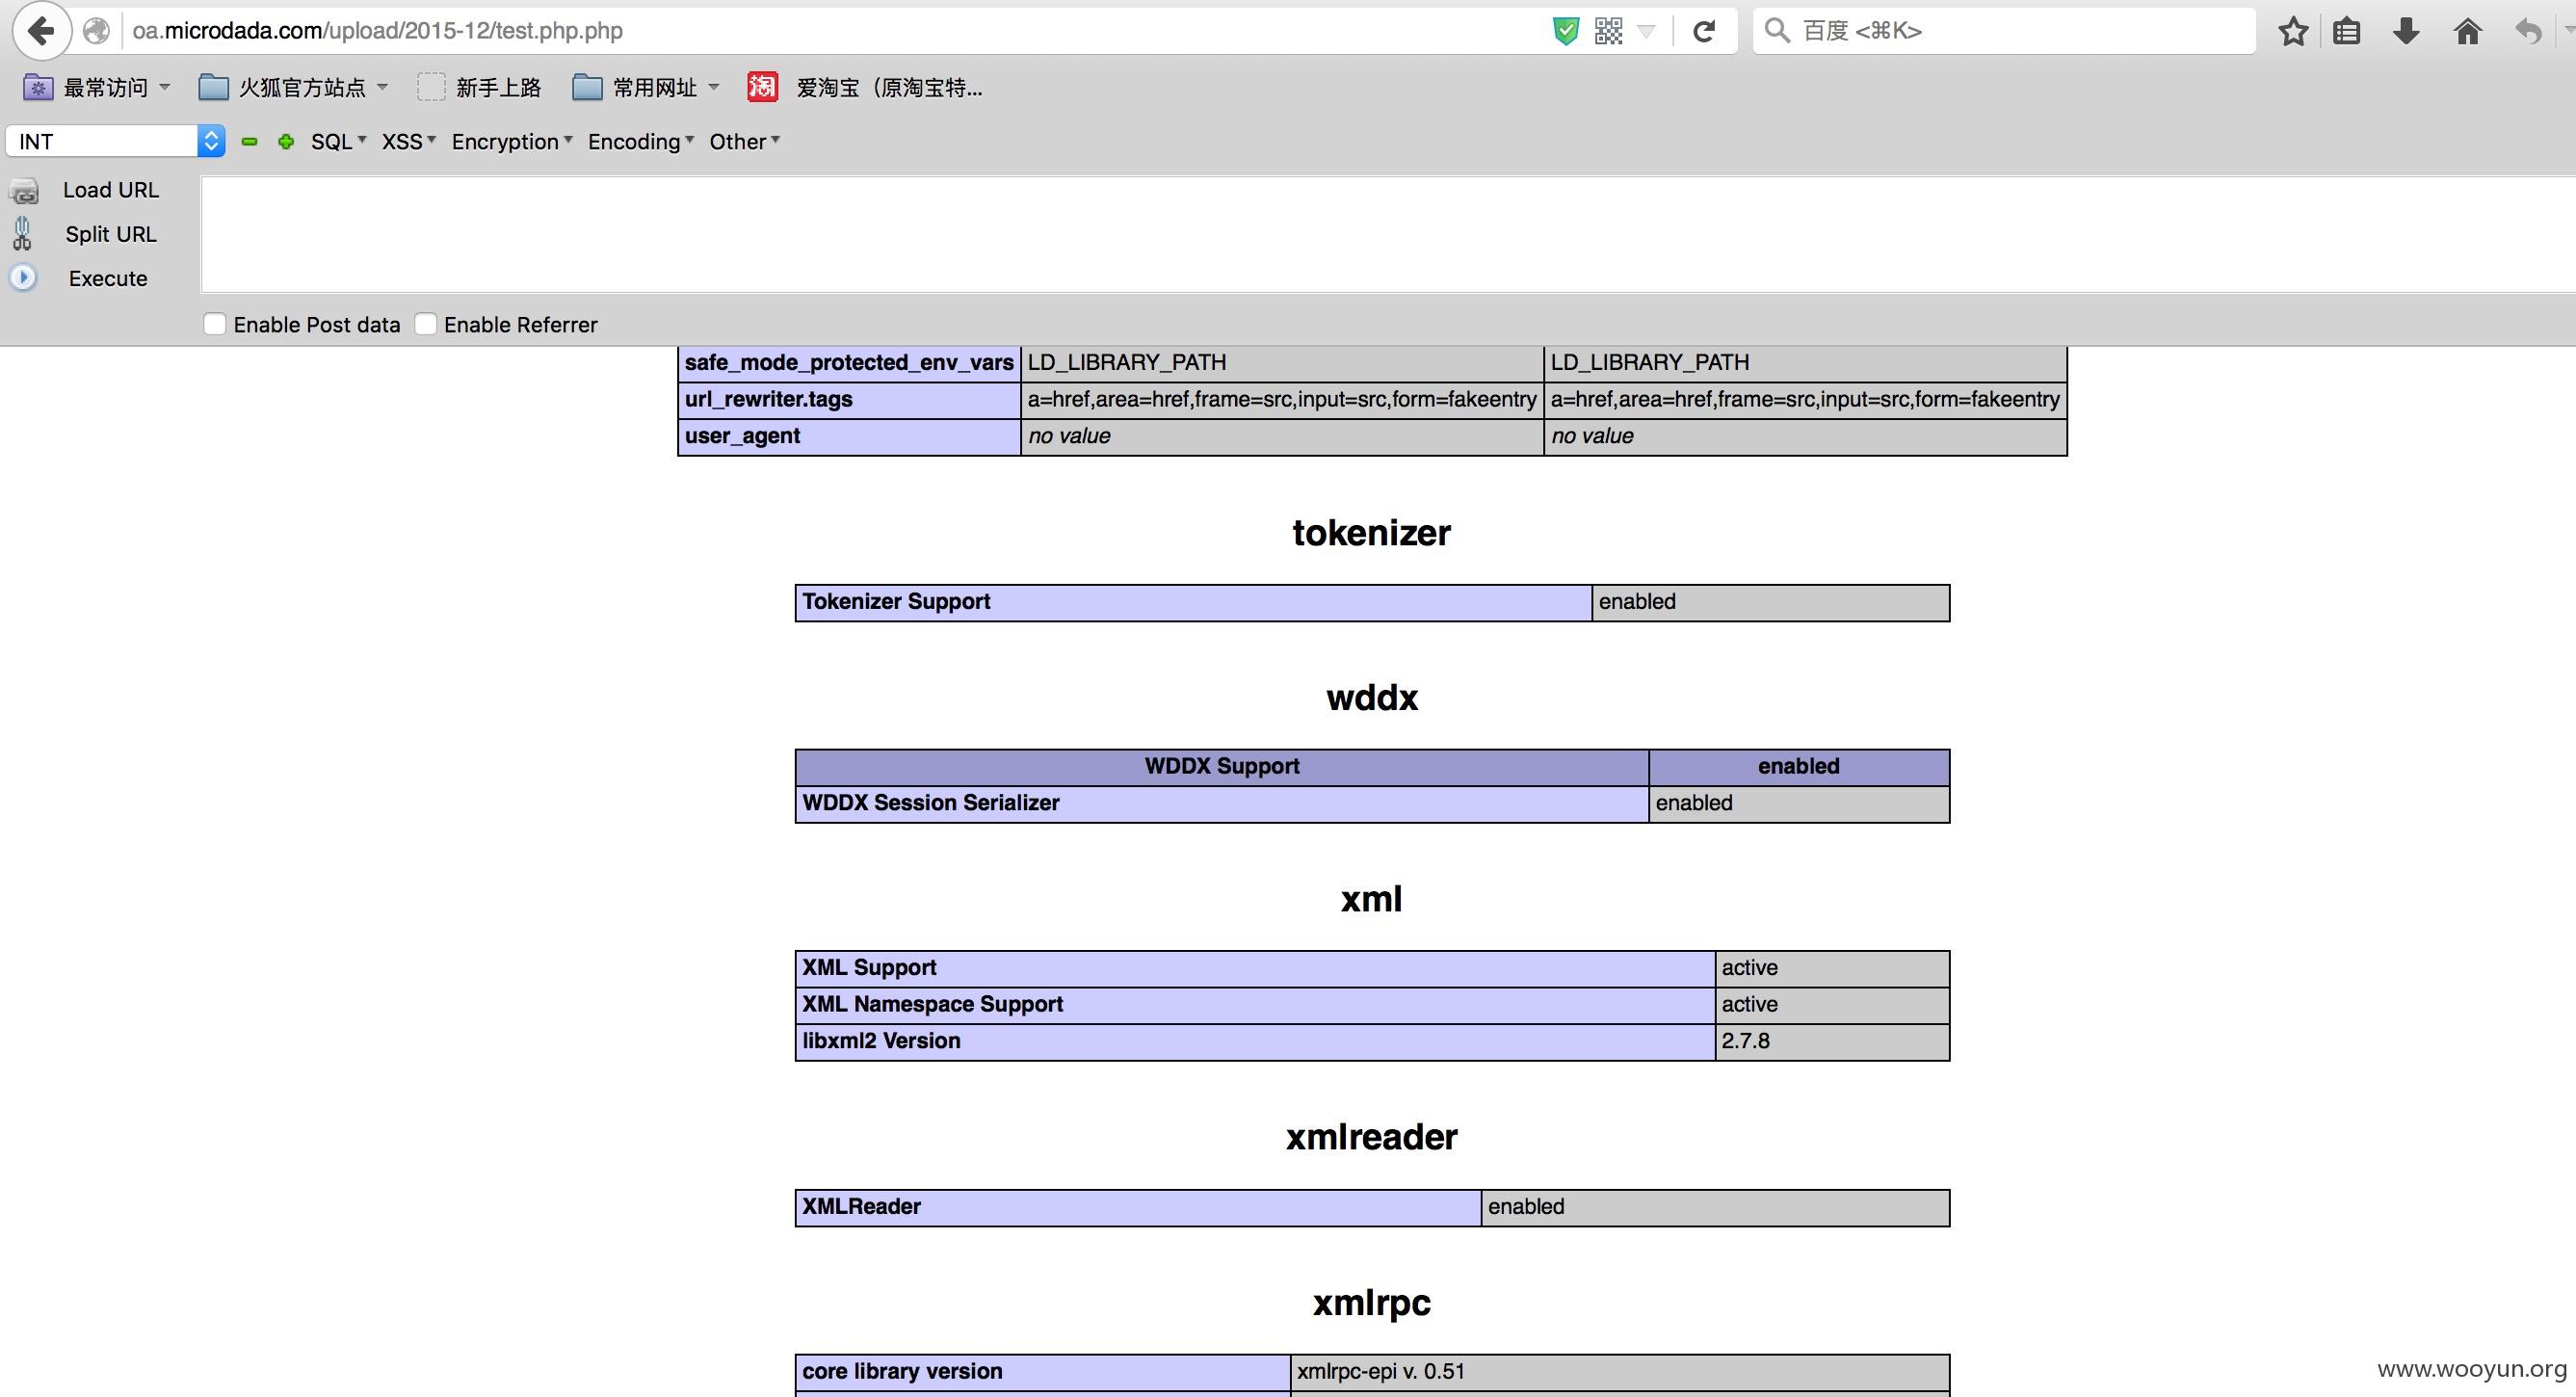 oa.microdada.com/upload/2015-12/test.php.php
百度 <⌘K>
最常访问 火狐官方站点 新手上路 常用网址 淘 爱淘宝（原淘宝特...
INT SQL XSS Encryption Encoding Other
Load URL
Split URL
Execute
Enable Post data Enable Referrer
safe_mode_protected_env_vars LD_LIBRARY_PATH LD_LIBRARY_PATH
url_rewriter.tags a=href,area=href,frame=src,input=src,form=fakeentry a=href,area=href,frame=src,input=src,form=fakeentry
user_agent no value no value
tokenizer
Tokenizer Support enabled
wddx
WDDX Support enabled
WDDX Session Serializer enabled
xml
XML Support active
XML Namespace Support active
libxml2 Version 2.7.8
xmlreader
XMLReader enabled
xmlrpc
core library version xmlrpc-epi v. 0.51
www.wooyun.org